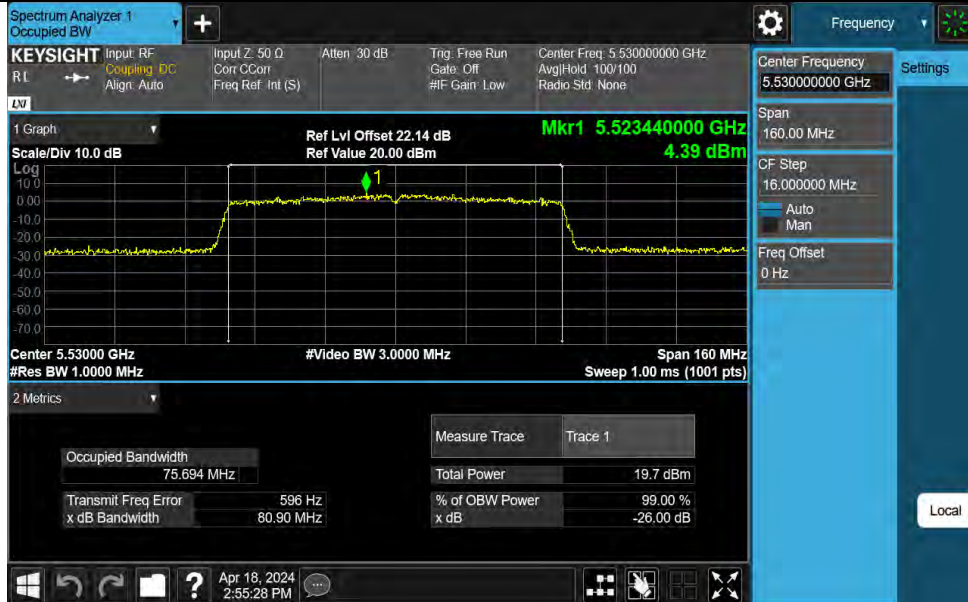 Spectrum Analyzer 1
Occupied BW
KEYSIGHT Input: RF
Coupling: DC
Align: Auto
RL
LXI
Input Z: 50 Ω
Corr CCorr
Freq Ref: Int (S)
Atten: 30 dB
Trig: Free Run
Gate: Off
#IF Gain: Low
Center Freq: 5.530000000 GHz
Avg|Hold: 100/100
Radio Std: None
1 Graph
Scale/Div 10.0 dB
Ref Lvl Offset 22.14 dB
Ref Value 20.00 dBm
Mkr1 5.523440000 GHz
4.39 dBm
Log
10.0
0.00
-10.0
-20.0
-30.0
-40.0
-50.0
-60.0
-70.0
1
Center 5.53000 GHz
#Res BW 1.0000 MHz
#Video BW 3.0000 MHz
Span 160 MHz
Sweep 1.00 ms (1001 pts)
2 Metrics
Occupied Bandwidth
75.694 MHz
Transmit Freq Error 596 Hz
x dB Bandwidth 80.90 MHz
Measure Trace Trace 1
Total Power 19.7 dBm
% of OBW Power 99.00 %
x dB -26.00 dB
Apr 18, 2024
2:55:28 PM
Frequency
Center Frequency
5.530000000 GHz
Span
160.00 MHz
CF Step
16.000000 MHz
Auto
Man
Freq Offset
0 Hz
Settings
Local